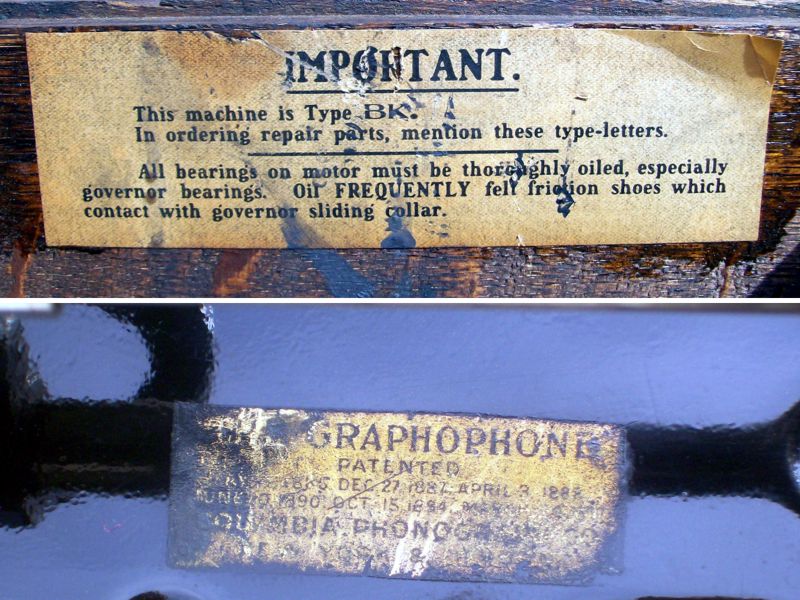 IMPORTANT.
This machine is Type BK.
In ordering repair parts, mention these type-letters.
All bearings on motor must be thoroughly oiled, especially
governor bearings. Oil FREQUENTLY felt friction shoes which
contact with governor sliding collar.
GRAPHOPHONE
PATENTED
DEC 27 1887 APRIL 3 1888
1890 OCT. 15 1894
COLUMBIA PHONOGRAPH
YORK &